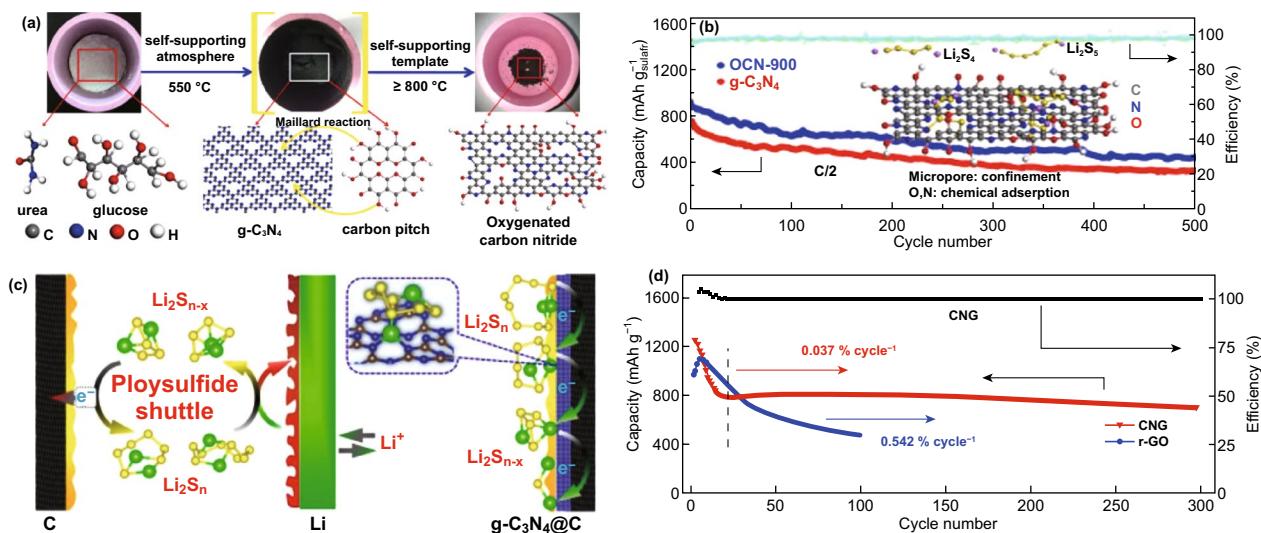 (a)
self-supporting
atmosphere
550 °C
self-supporting
template
≥ 800 °C
Maillard reaction
urea
glucose
g-C₃N₄
carbon pitch
Oxygenated
carbon nitride
C
N
O
H
(b)
1600
1200
800
400
0
Capacity (mAh g⁻¹sulafr)
OCN-900
g-C₃N₄
Li₂S₄
Li₂S₅
C
N
O
C/2
Micropore: confinement
O,N: chemical adserption
100
80
60
40
20
0
Efficiency (%)
0
100
200
300
400
500
Cycle number
(c)
Li₂Sn-x
e⁻
Ploysulfide
shuttle
Li₂Sn
Li⁺
Li₂Sn
e⁻
e⁻
Li₂Sn-x
e⁻
C
Li
g-C₃N₄@C
(d)
1600
1200
800
400
0
Capacity (mAh g⁻¹)
CNG
0.037 % cycle⁻¹
0.542 % cycle⁻¹
CNG
r-GO
100
75
50
25
0
Efficiency (%)
0
50
100
150
200
250
300
Cycle number